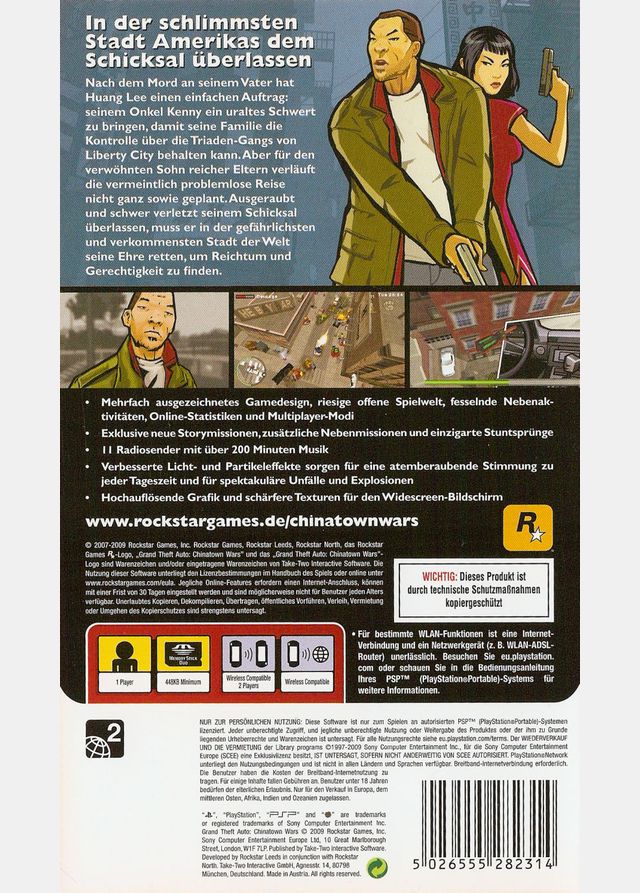 In der schlimmsten
Stadt Amerikas dem
Schicksal überlassen
Nach dem Mord an seinem Vater hat
Huang Lee einen einfachen Auftrag:
seinem Onkel Kenny ein uraltes Schwert
zu bringen, damit seine Familie die
Kontrolle über die Triaden-Gangs von
Liberty City behalten kann. Aber für den
verwöhnten Sohn reicher Eltern verläuft
die vermeintlich problemlose Reise
nicht ganz sowie geplant. Ausgeraubt
und schwer verletzt seinem Schicksal
überlassen, muss er in der gefährlichsten
und verkommensten Stadt der Welt
seine Ehre retten, um Reichtum und
Gerechtigkeit zu finden.
• Mehrfach ausgezeichnetes Gamedesign, riesige offene Spielwelt, fesselnde Nebenak-
tivitäten, Online-Statistiken und Multiplayer-Modi
• Exklusive neue Storymissionen, zusätzliche Nebenmissionen und einzigarte Stuntsprünge
• 11 Radiosender mit über 200 Minuten Musik
• Verbesserte Licht- und Partikeleffekte sorgen für eine atemberaubende Stimmung zu
jeder Tageszeit und für spektakuläre Unfälle und Explosionen
• Hochauflösende Grafik und schärfere Texturen für den Widescreen-Bildschirm
www.rockstargames.de/chinatownwars
R
© 2007-2009 Rockstar Games, Inc. Rockstar Games, Rockstar Leeds, Rockstar North, das Rockstar
Games R-Logo, „Grand Theft Auto: Chinatown Wars" und das „Grand Theft Auto: Chinatown Wars"-
Logo sind Warenzeichen und/oder eingetragene Warenzeichen von Take-Two Interactive Software. Die
Nutzung dieser Software unterliegt den Lizenzbestimmungen im Handbuch des Spiels oder online unter
www.rockstargames.com/eula. Jegliche Online-Features erfordern einen Internet-Anschluss, können
mit einer Frist von 30 Tagen eingestellt werden und sind möglicherweise nicht für Benutzer jeden Alters
verfügbar. Unerlaubtes Kopieren, Dekompilieren, Übertragen, öffentliches Vorführen, Verleih, Vermietung
oder Umgehen des Kopierschutzes sind strengstens untersagt.
WICHTIG: Dieses Produkt ist
durch technische Schutzmaßnahmen
kopiergeschützt!
1 Player
MEMORY STICK
DUO
448KB Minimum
Wireless Compatible
2 Players
Wireless Compatible
• Für bestimmte WLAN-Funktionen ist eine Internet-
Verbindung und ein Netzwerkgerät (z. B. WLAN-ADSL-
Router) unerlässlich. Besuchen Sie eu.playstation.
com oder schauen Sie in die Bedienungsanleitung
Ihres PSP™ (PlayStation®Portable)-Systems für
weitere Informationen.
2
NUR ZUR PERSÖNLICHEN NUTZUNG: Diese Software ist nur zum Spielen an autorisierten PSP™ (PlayStation®Portable)-Systemen
lizenziert. Jeder unberechtigte Zugriff, und jegliche unberechtigte Nutzung oder Weitergabe des Produktes oder der ihm zu Grunde
liegenden Urheberrechte und Warenzeichen ist untersagt. Für alle Nutzungsrechte siehe eu.playstation.com/terms. Der WIEDERVERKAUF
UND DIE VERMIETUNG der Library programs ©1997-2009 Sony Computer Entertainment Inc., für die Sony Computer Entertainment
Europe (SCEE) eine Exklusivlizenz besitzt, IST UNTERSAGT, SOFERN NICHT ANDERWEITIG VON SCEE AUTORISIERT. PlayStation®Network
unterliegt den Nutzungsbedingungen und ist nicht in allen Ländern und Sprachen verfügbar. Breitband-Internetverbindung erforderlich.
Die Benutzer haben die Kosten der Breitband-Internetnutzung zu
tragen. Für einige Inhalte fallen Gebühren an. Benutzer unter 18 Jahren
bedürfen der elterlichen Erlaubnis. Nur für den Verkauf in Europa, dem
mittleren Osten, Afrika, Indien und Ozeanien zugelassen.
", "PlayStation", "PSP" and " " are trademarks
or registered trademarks of Sony Computer Entertainment Inc.
Grand Theft Auto: Chinatown Wars © 2009 Rockstar Games, Inc.
Sony Computer Entertainment Europe Ltd, 10 Great Marlborough
Street, London, W1F 7LP. Published by Take-Two Interactive Software.
Developed by Rockstar Leeds in conjunction with Rockstar
North. Take-Two Interactive GmbH, Agnesstr. 14, 80798
München, Deutschland. Made in Austria. All rights reserved.
5 026555 282314